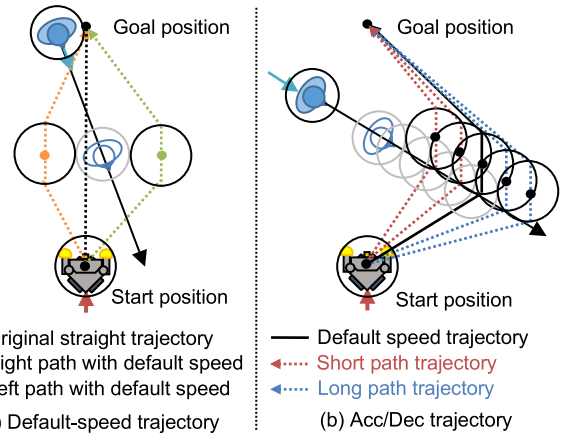 Goal position
Start position
riginal straight trajectory
ight path with default speed
eft path with default speed
) Default-speed trajectory
Goal position
Start position
Default speed trajectory
Short path trajectory
Long path trajectory
(b) Acc/Dec trajectory